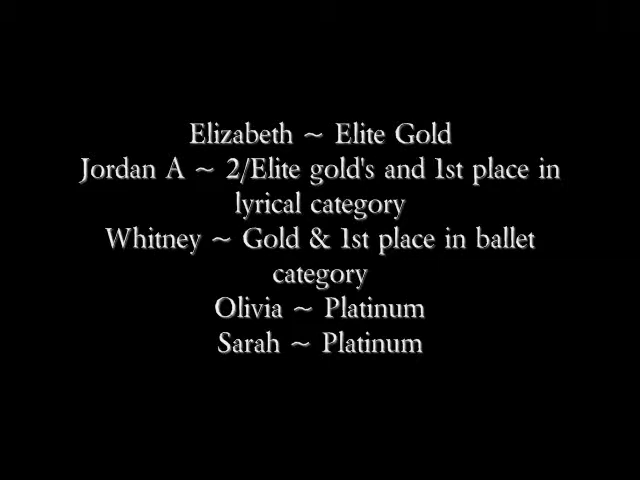 Elizabeth ~ Elite Gold
Jordan A ~ 2/Elite gold's and 1st place in
lyrical category
Whitney ~ Gold & 1st place in ballet
category
Olivia ~ Platinum
Sarah ~ Platinum